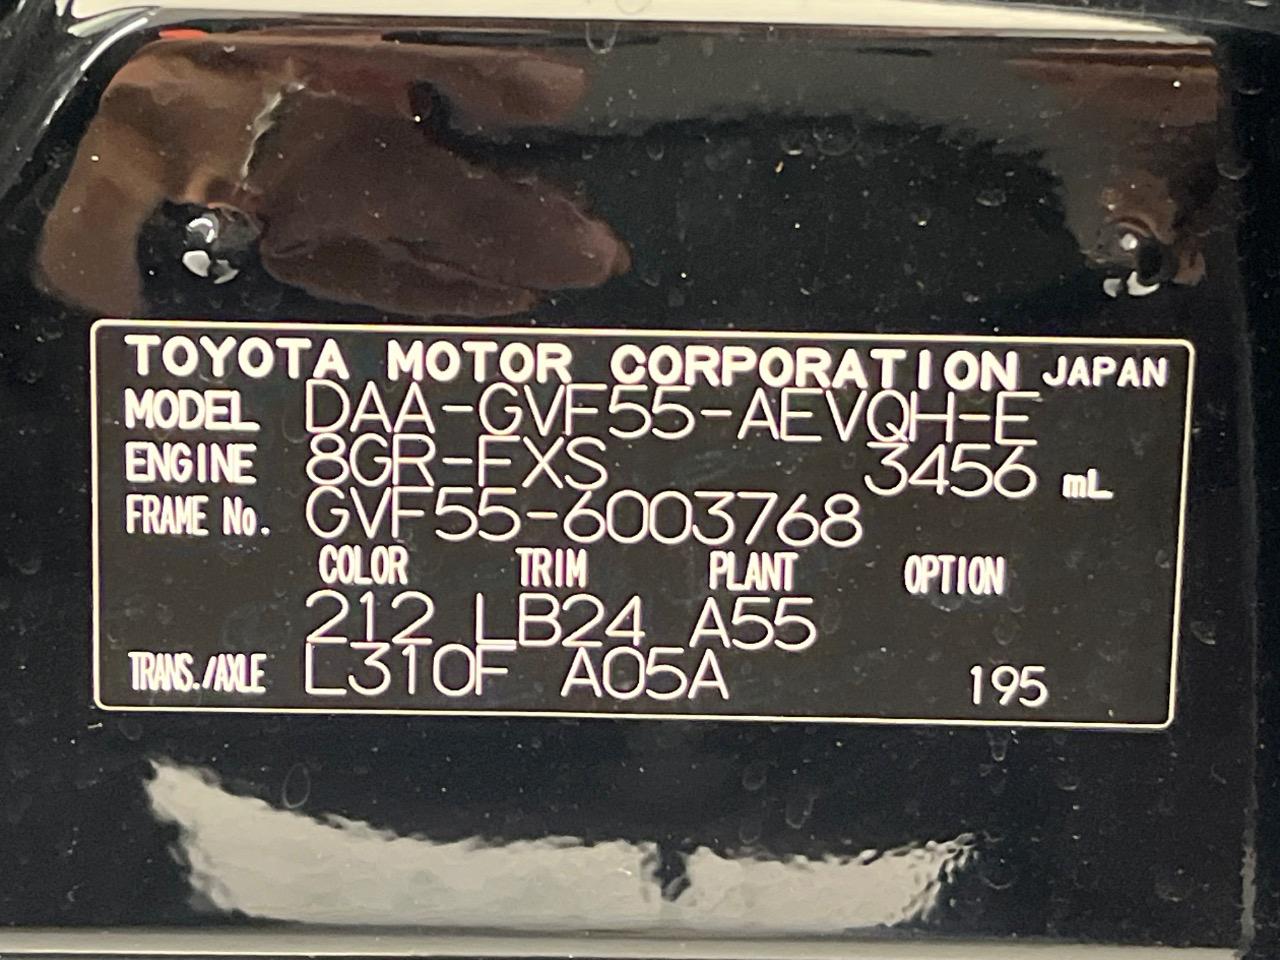 TOYOTA MOTOR CORPORATION JAPAN
MODEL DAA-GVF55-AEVQH-E
ENGINE 8GR-FXS 3456 mL
FRAME No. GVF55-6003768
COLOR TRIM PLANT OPTION
212 LB24 A55
TRANS./AXLE L310F A05A 195